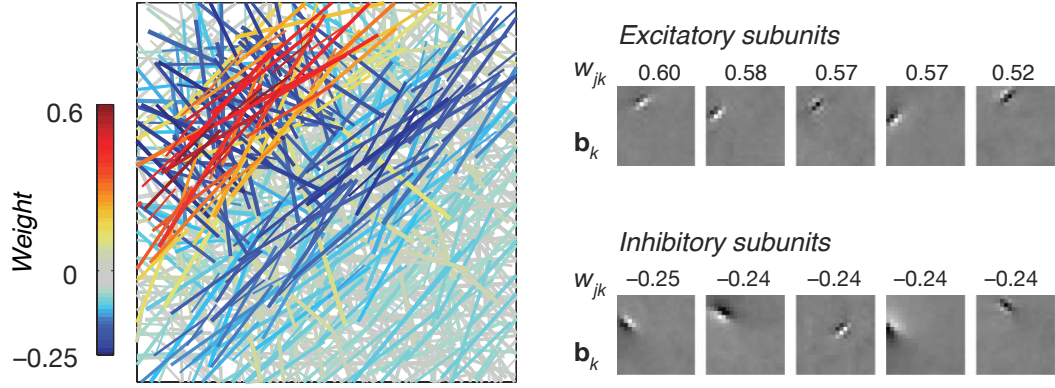 0.6
Weight
0
−0.25
Excitatory subunits
w_jk 0.60 0.58 0.57 0.57 0.52
b_k
Inhibitory subunits
w_jk −0.25 −0.24 −0.24 −0.24 −0.24
b_k